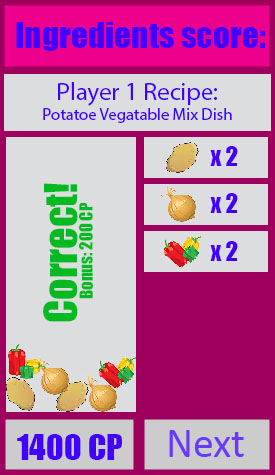 Ingredients score:
Player 1 Recipe:
Potatoe Vegatable Mix Dish
x 2
x 2
x 2
Correct!
Bonus: 200 CP
1400 CP
Next